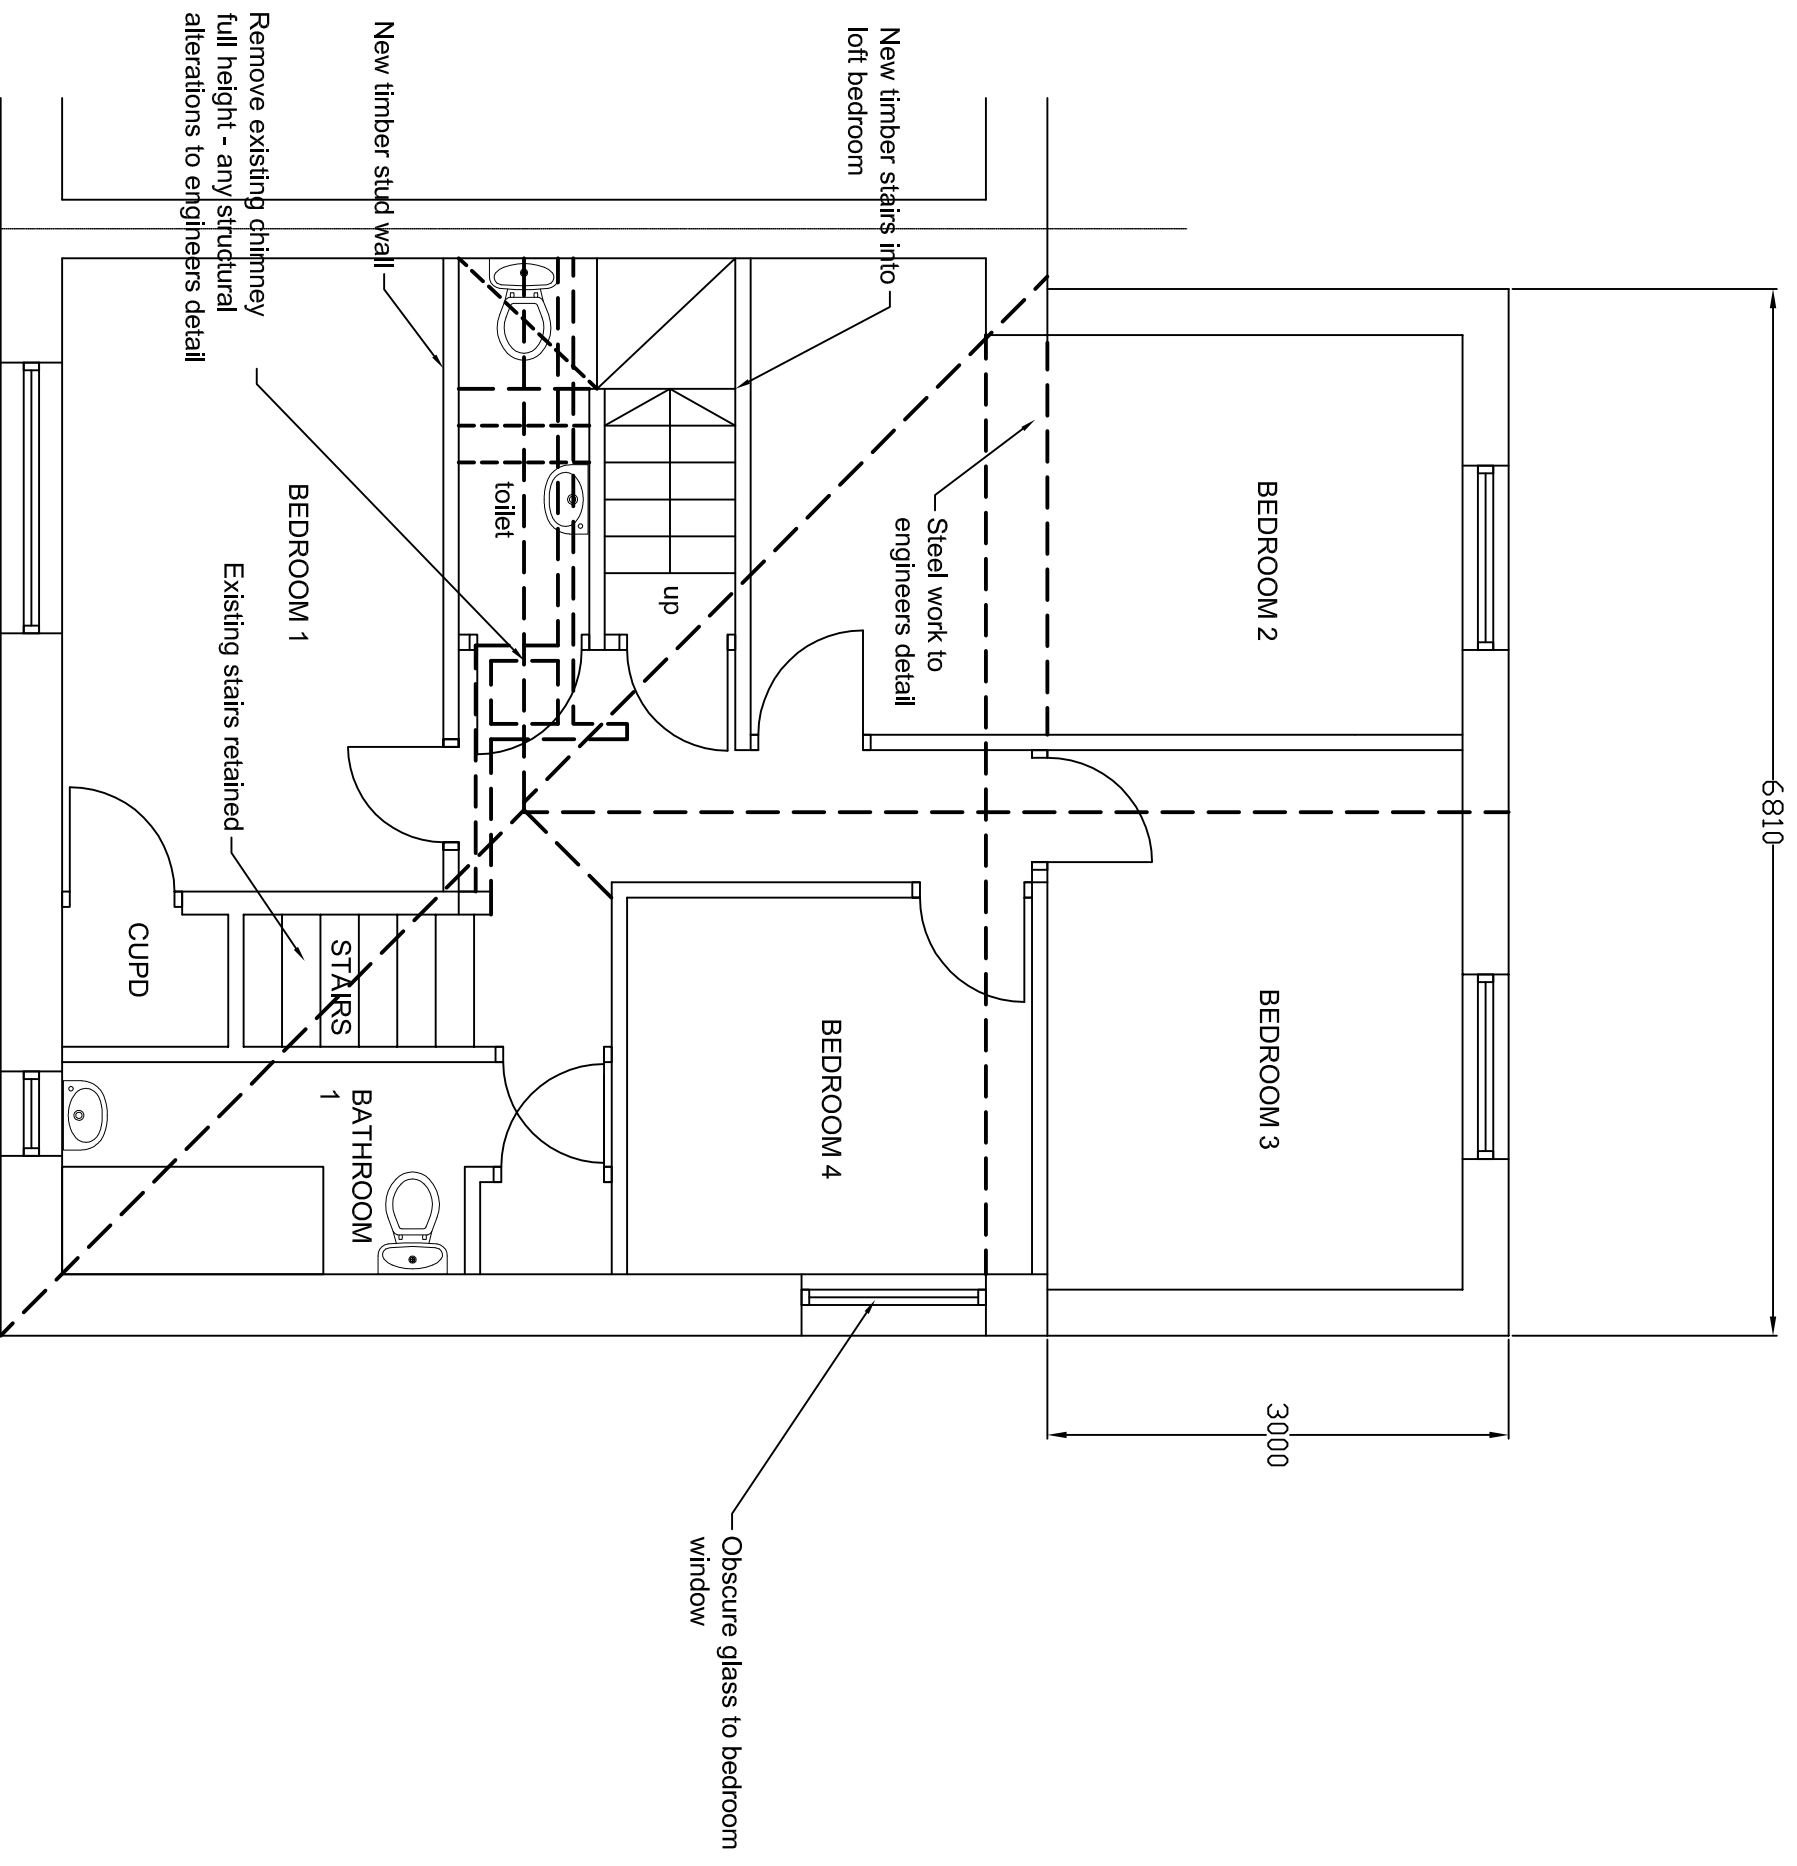 6810
3000
BEDROOM 2
BEDROOM 3
New timber stairs into
loft bedroom
Steel work to
engineers detail
BEDROOM 4
Obscure glass to bedroom
window
up
toilet
New timber stud wall
BATHROOM
1
STAIRS
BEDROOM 1
Remove existing chimney
full height - any structural
alterations to engineers detail
Existing stairs retained
CUPD